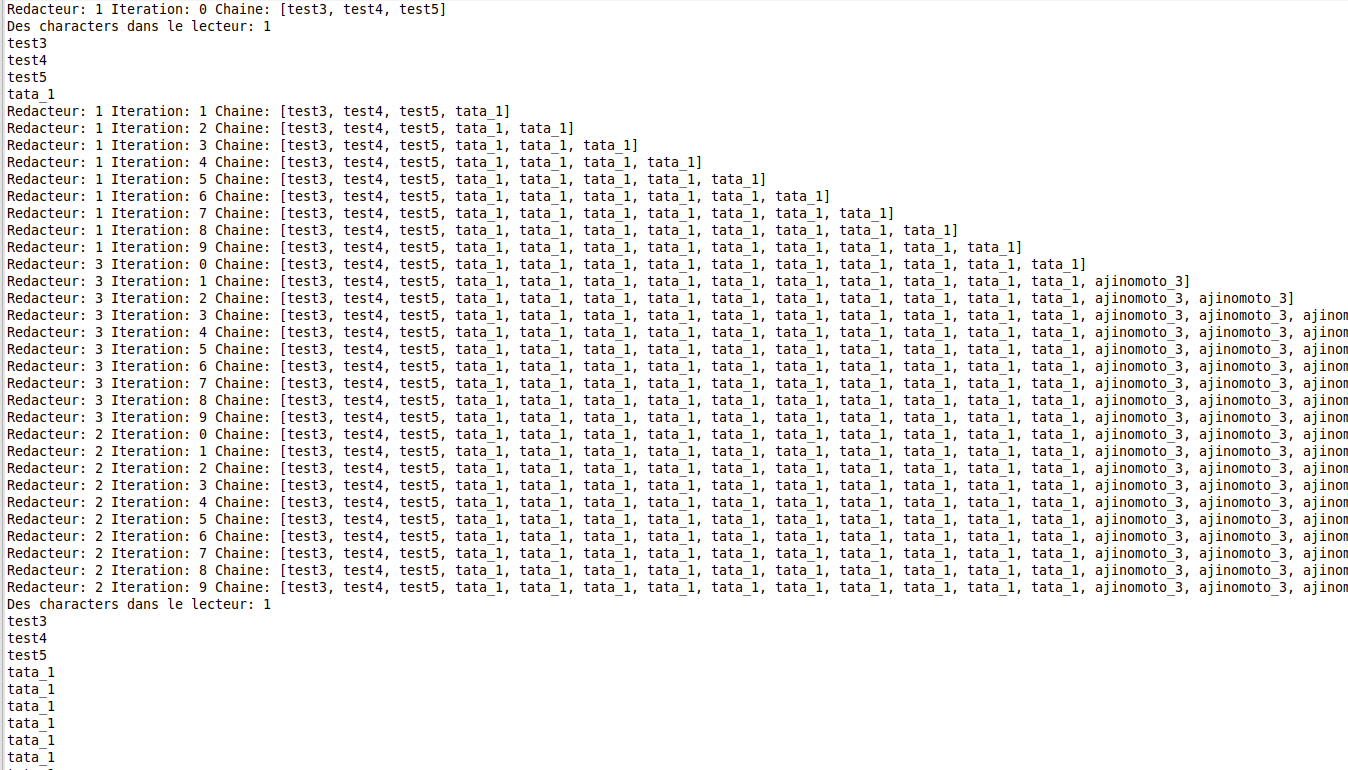 Redacteur: 1 Iteration: 0 Chaine: [test3, test4, test5]
Des characters dans le lecteur: 1
test3
test4
test5
tata_1
Redacteur: 1 Iteration: 1 Chaine: [test3, test4, test5, tata_1]
Redacteur: 1 Iteration: 2 Chaine: [test3, test4, test5, tata_1, tata_1]
Redacteur: 1 Iteration: 3 Chaine: [test3, test4, test5, tata_1, tata_1, tata_1]
Redacteur: 1 Iteration: 4 Chaine: [test3, test4, test5, tata_1, tata_1, tata_1, tata_1]
Redacteur: 1 Iteration: 5 Chaine: [test3, test4, test5, tata_1, tata_1, tata_1, tata_1, tata_1]
Redacteur: 1 Iteration: 6 Chaine: [test3, test4, test5, tata_1, tata_1, tata_1, tata_1, tata_1, tata_1]
Redacteur: 1 Iteration: 7 Chaine: [test3, test4, test5, tata_1, tata_1, tata_1, tata_1, tata_1, tata_1, tata_1]
Redacteur: 1 Iteration: 8 Chaine: [test3, test4, test5, tata_1, tata_1, tata_1, tata_1, tata_1, tata_1, tata_1, tata_1]
Redacteur: 1 Iteration: 9 Chaine: [test3, test4, test5, tata_1, tata_1, tata_1, tata_1, tata_1, tata_1, tata_1, tata_1, tata_1]
Redacteur: 3 Iteration: 0 Chaine: [test3, test4, test5, tata_1, tata_1, tata_1, tata_1, tata_1, tata_1, tata_1, tata_1, tata_1, tata_1]
Redacteur: 3 Iteration: 1 Chaine: [test3, test4, test5, tata_1, tata_1, tata_1, tata_1, tata_1, tata_1, tata_1, tata_1, tata_1, tata_1, ajinomoto_3]
Redacteur: 3 Iteration: 2 Chaine: [test3, test4, test5, tata_1, tata_1, tata_1, tata_1, tata_1, tata_1, tata_1, tata_1, tata_1, tata_1, ajinomoto_3, ajinomoto_3]
Redacteur: 3 Iteration: 3 Chaine: [test3, test4, test5, tata_1, tata_1, tata_1, tata_1, tata_1, tata_1, tata_1, tata_1, tata_1, tata_1, ajinomoto_3, ajinomoto_3, ajinom
Redacteur: 3 Iteration: 4 Chaine: [test3, test4, test5, tata_1, tata_1, tata_1, tata_1, tata_1, tata_1, tata_1, tata_1, tata_1, tata_1, ajinomoto_3, ajinomoto_3, ajinom
Redacteur: 3 Iteration: 5 Chaine: [test3, test4, test5, tata_1, tata_1, tata_1, tata_1, tata_1, tata_1, tata_1, tata_1, tata_1, tata_1, ajinomoto_3, ajinomoto_3, ajinom
Redacteur: 3 Iteration: 6 Chaine: [test3, test4, test5, tata_1, tata_1, tata_1, tata_1, tata_1, tata_1, tata_1, tata_1, tata_1, tata_1, ajinomoto_3, ajinomoto_3, ajinom
Redacteur: 3 Iteration: 7 Chaine: [test3, test4, test5, tata_1, tata_1, tata_1, tata_1, tata_1, tata_1, tata_1, tata_1, tata_1, tata_1, ajinomoto_3, ajinomoto_3, ajinom
Redacteur: 3 Iteration: 8 Chaine: [test3, test4, test5, tata_1, tata_1, tata_1, tata_1, tata_1, tata_1, tata_1, tata_1, tata_1, tata_1, ajinomoto_3, ajinomoto_3, ajinom
Redacteur: 3 Iteration: 9 Chaine: [test3, test4, test5, tata_1, tata_1, tata_1, tata_1, tata_1, tata_1, tata_1, tata_1, tata_1, tata_1, ajinomoto_3, ajinomoto_3, ajinom
Redacteur: 2 Iteration: 0 Chaine: [test3, test4, test5, tata_1, tata_1, tata_1, tata_1, tata_1, tata_1, tata_1, tata_1, tata_1, tata_1, ajinomoto_3, ajinomoto_3, ajinom
Redacteur: 2 Iteration: 1 Chaine: [test3, test4, test5, tata_1, tata_1, tata_1, tata_1, tata_1, tata_1, tata_1, tata_1, tata_1, tata_1, ajinomoto_3, ajinomoto_3, ajinom
Redacteur: 2 Iteration: 2 Chaine: [test3, test4, test5, tata_1, tata_1, tata_1, tata_1, tata_1, tata_1, tata_1, tata_1, tata_1, tata_1, ajinomoto_3, ajinomoto_3, ajinom
Redacteur: 2 Iteration: 3 Chaine: [test3, test4, test5, tata_1, tata_1, tata_1, tata_1, tata_1, tata_1, tata_1, tata_1, tata_1, tata_1, ajinomoto_3, ajinomoto_3, ajinom
Redacteur: 2 Iteration: 4 Chaine: [test3, test4, test5, tata_1, tata_1, tata_1, tata_1, tata_1, tata_1, tata_1, tata_1, tata_1, tata_1, ajinomoto_3, ajinomoto_3, ajinom
Redacteur: 2 Iteration: 5 Chaine: [test3, test4, test5, tata_1, tata_1, tata_1, tata_1, tata_1, tata_1, tata_1, tata_1, tata_1, tata_1, ajinomoto_3, ajinomoto_3, ajinom
Redacteur: 2 Iteration: 6 Chaine: [test3, test4, test5, tata_1, tata_1, tata_1, tata_1, tata_1, tata_1, tata_1, tata_1, tata_1, tata_1, ajinomoto_3, ajinomoto_3, ajinom
Redacteur: 2 Iteration: 7 Chaine: [test3, test4, test5, tata_1, tata_1, tata_1, tata_1, tata_1, tata_1, tata_1, tata_1, tata_1, tata_1, ajinomoto_3, ajinomoto_3, ajinom
Redacteur: 2 Iteration: 8 Chaine: [test3, test4, test5, tata_1, tata_1, tata_1, tata_1, tata_1, tata_1, tata_1, tata_1, tata_1, tata_1, ajinomoto_3, ajinomoto_3, ajinom
Redacteur: 2 Iteration: 9 Chaine: [test3, test4, test5, tata_1, tata_1, tata_1, tata_1, tata_1, tata_1, tata_1, tata_1, tata_1, tata_1, ajinomoto_3, ajinomoto_3, ajinom
Des characters dans le lecteur: 1
test3
test4
test5
tata_1
tata_1
tata_1
tata_1
tata_1
tata_1